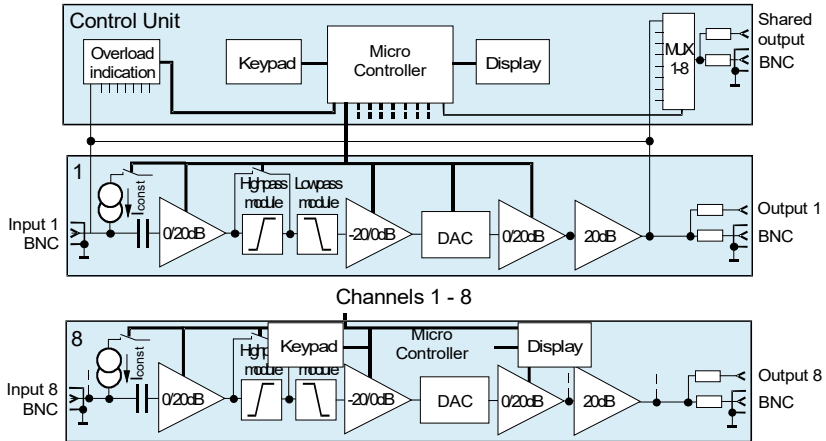 Control Unit
Overload
indication
Keypad
Micro
Controller
Display
MUX
1-8
Shared
output
BNC
1
Iconst
Highpass
module
Lowpass
module
Input 1
BNC
0/20dB
-20/0dB
DAC
0/20dB
20dB
Output 1
BNC
Channels 1 - 8
8
Iconst
Keypad
Micro
Controller
Display
module
module
Input 8
BNC
0/20dB
-20/0dB
DAC
0/20dB
20dB
Output 8
BNC